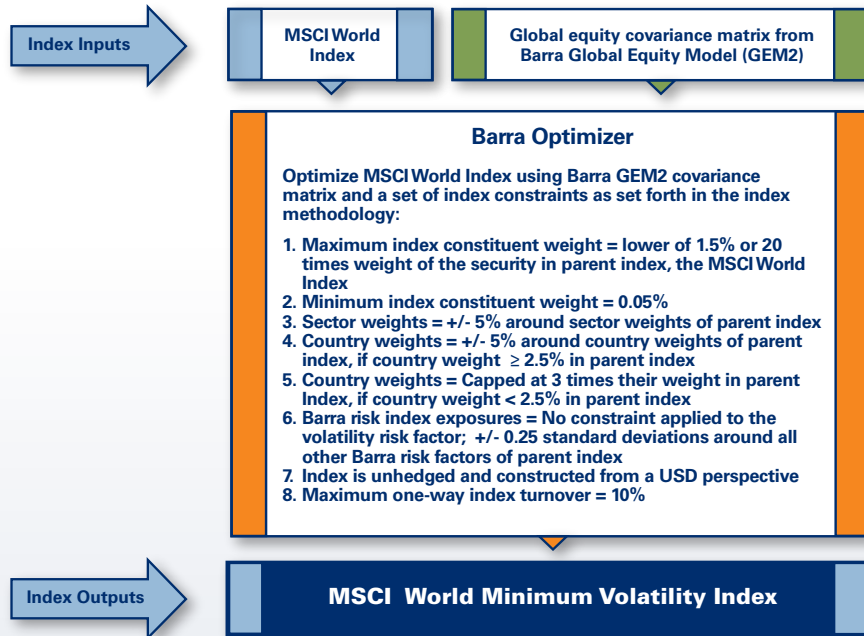 Index Inputs
MSCI World
Index
Global equity covariance matrix from
Barra Global Equity Model (GEM2)
Barra Optimizer
Optimize MSCI World Index using Barra GEM2 covariance
matrix and a set of index constraints as set forth in the index
methodology:
1. Maximum index constituent weight = lower of 1.5% or 20
times weight of the security in parent index, the MSCI World
Index
2. Minimum index constituent weight = 0.05%
3. Sector weights = +/- 5% around sector weights of parent index
4. Country weights = +/- 5% around country weights of parent
index, if country weight ≥ 2.5% in parent index
5. Country weights = Capped at 3 times their weight in parent
Index, if country weight < 2.5% in parent index
6. Barra risk index exposures = No constraint applied to the
volatility risk factor; +/- 0.25 standard deviations around all
other Barra risk factors of parent index
7. Index is unhedged and constructed from a USD perspective
8. Maximum one-way index turnover = 10%
Index Outputs
MSCI World Minimum Volatility Index